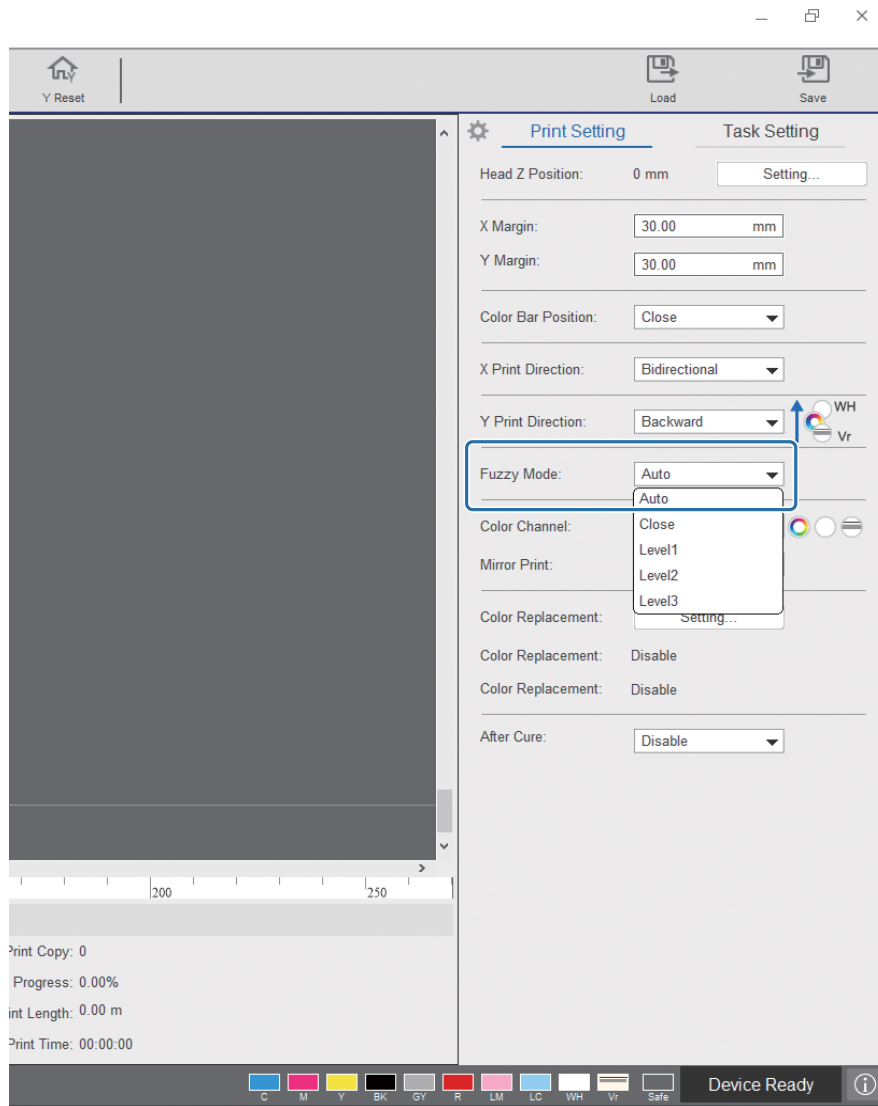 Y Reset
Load
Save
Print Setting
Task Setting
Head Z Position: 0 mm Setting...
X Margin: 30.00 mm
Y Margin: 30.00 mm
Color Bar Position: Close
X Print Direction: Bidirectional
Y Print Direction: Backward
WH
Vr
Fuzzy Mode: Auto
Auto
Close
Level1
Level2
Level3
Color Channel:
Mirror Print:
Color Replacement: Setting...
Color Replacement: Disable
Color Replacement: Disable
After Cure: Disable
200 250
Print Copy: 0
Progress: 0.00%
int Length: 0.00 m
Print Time: 00:00:00
C M Y BK GY R LM LC WH Vr Safe
Device Ready